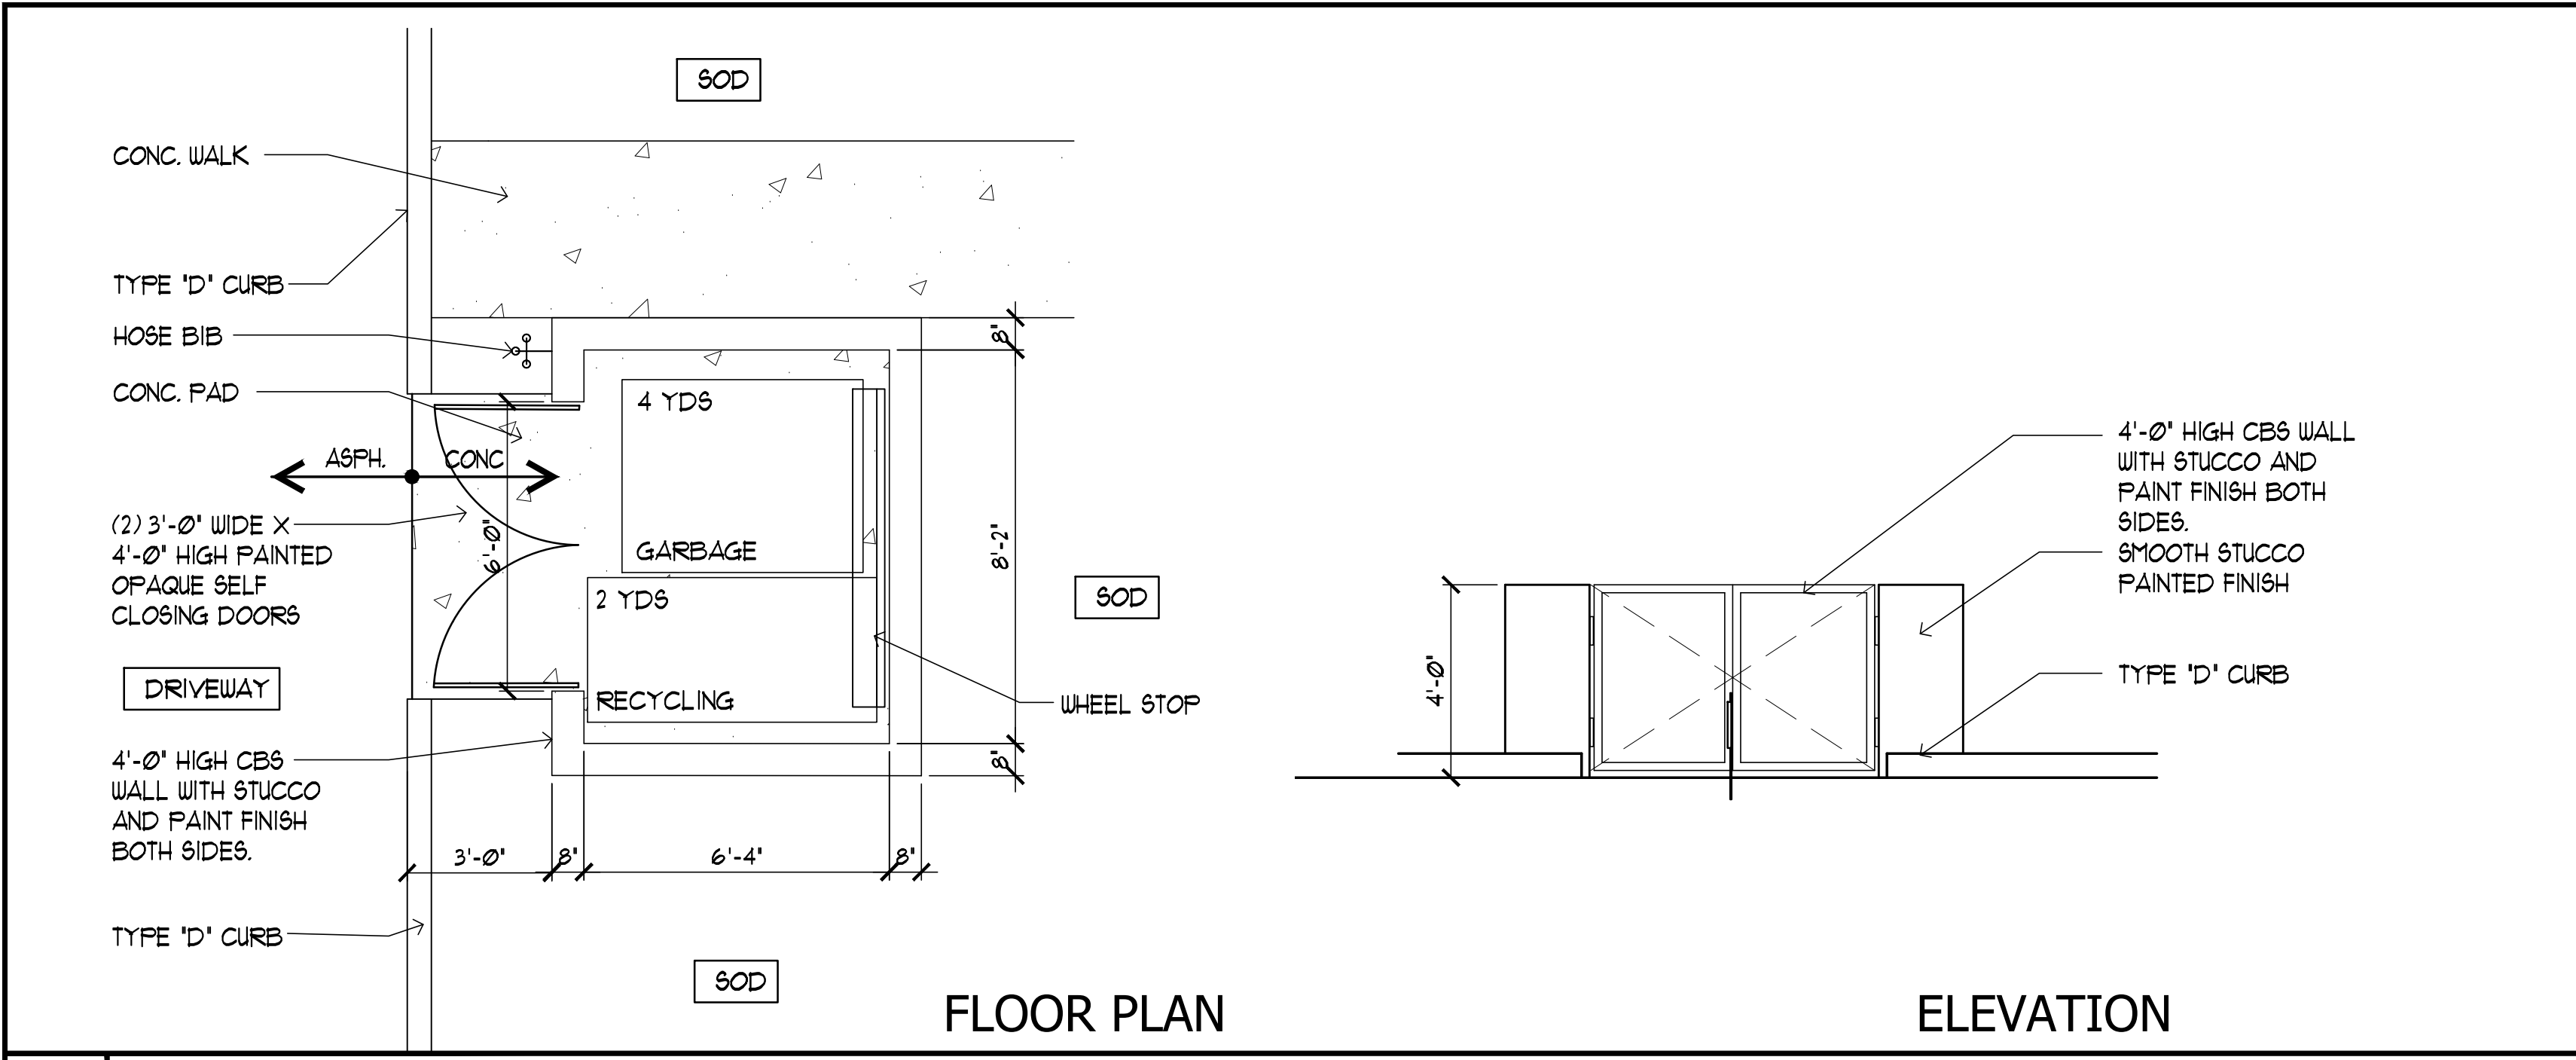 SOD
CONC. WALK
TYPE "D" CURB
HOSE BIB
CONC. PAD
ASPH.
CONC
(2) 3'-0" WIDE X
4'-0" HIGH PAINTED
OPAQUE SELF
CLOSING DOORS
DRIVEWAY
4'-0" HIGH CBS
WALL WITH STUCCO
AND PAINT FINISH
BOTH SIDES.
TYPE "D" CURB
6'-0"
4 YDS
GARBAGE
2 YDS
RECYCLING
8"
8'-2"
8"
SOD
WHEEL STOP
3'-0"
8"
6'-4"
8"
SOD
FLOOR PLAN
4'-0"
4'-0" HIGH CBS WALL
WITH STUCCO AND
PAINT FINISH BOTH
SIDES.
SMOOTH STUCCO
PAINTED FINISH
TYPE "D" CURB
ELEVATION